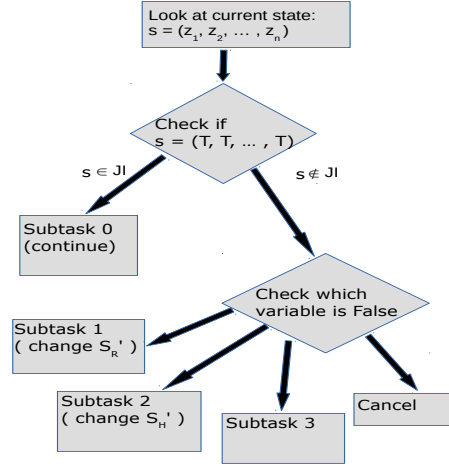 Look at current state:
s = (z₁, z₂, ... , zₙ)
Check if
s = (T, T, ... , T)
s ∈ JI
s ∉ JI
Subtask 0
(continue)
Check which
variable is False
Subtask 1
( change S_R' )
Subtask 2
( change S_H' )
Subtask 3
Cancel